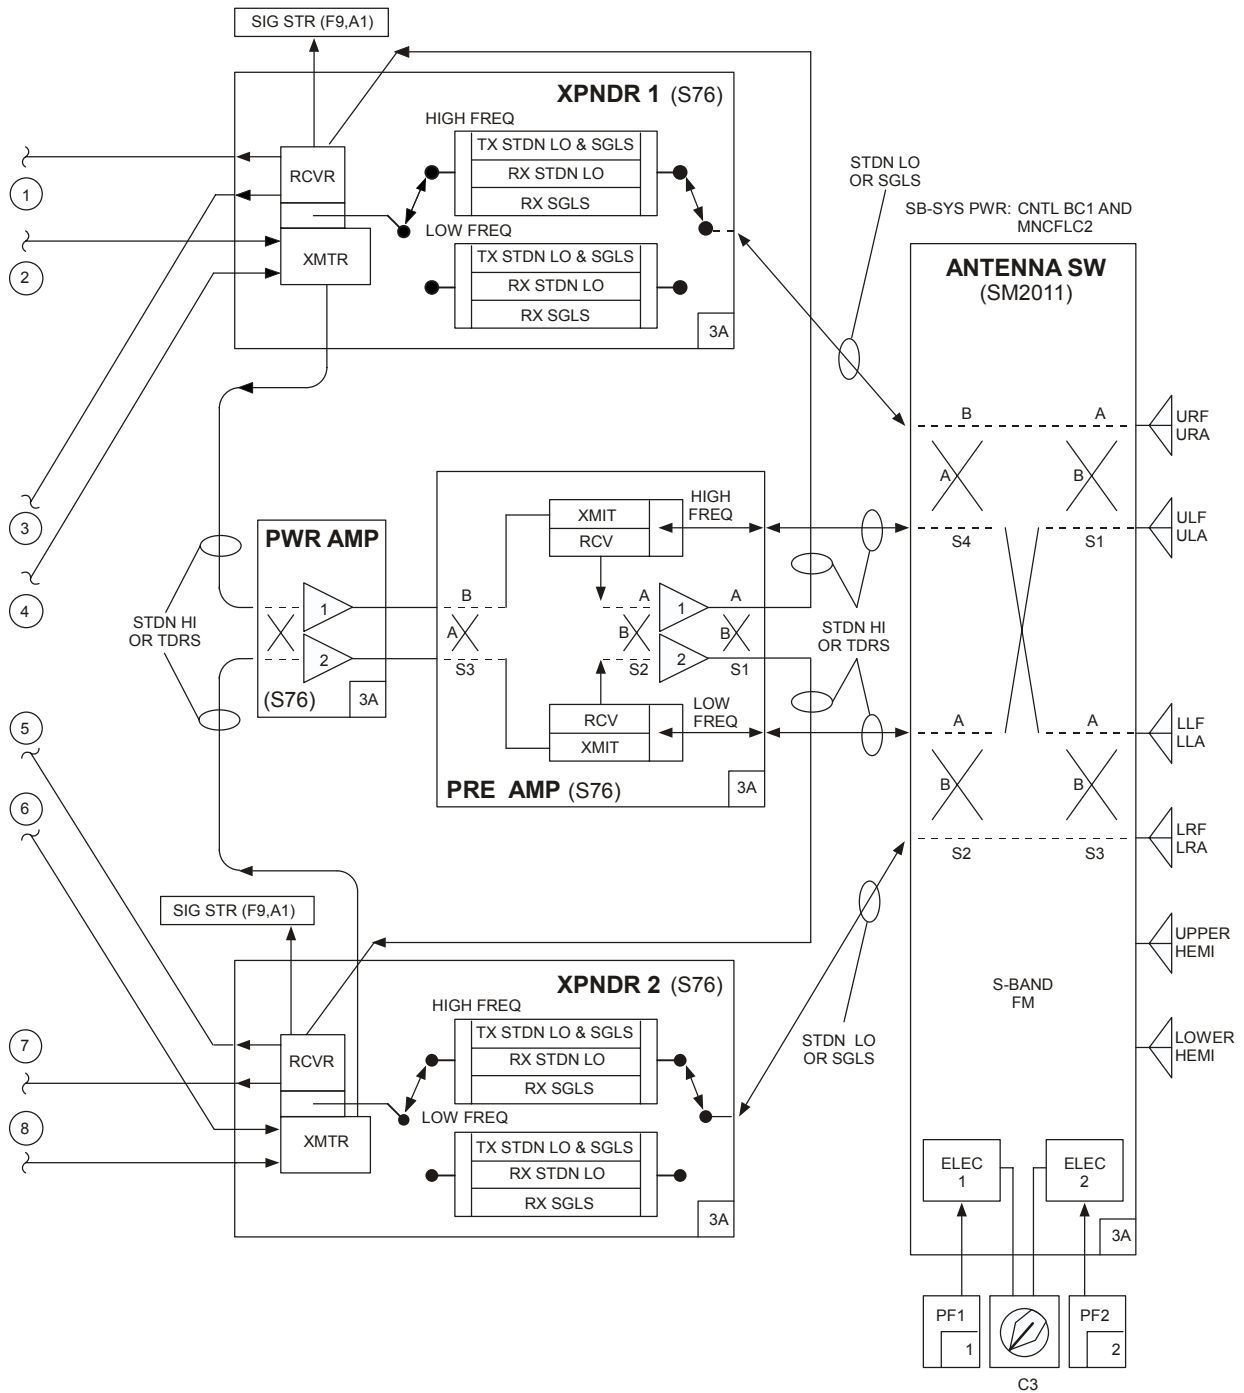 SIG STR (F9,A1)
XPNDR 1 (S76)
HIGH FREQ
TX STDN LO & SGLS
RX STDN LO
RX SGLS
RCVR
XMTR
LOW FREQ
TX STDN LO & SGLS
RX STDN LO
RX SGLS
3A
1
2
3
4
STDN LO
OR SGLS
SB-SYS PWR: CNTL BC1 AND
MNCFLC2
ANTENNA SW
(SM2011)
B
A
A
B
S4
S1
URF
URA
ULF
ULA
PWR AMP
1
2
(S76)
3A
STDN HI
OR TDRS
XMIT
RCV
HIGH
FREQ
B
A
S3
A
B
S2
1
2
A
B
S1
RCV
XMIT
LOW
FREQ
PRE AMP (S76)
3A
STDN HI
OR TDRS
A
A
B
B
S2
S3
LLF
LLA
LRF
LRA
5
6
7
8
SIG STR (F9,A1)
XPNDR 2 (S76)
HIGH FREQ
TX STDN LO & SGLS
RX STDN LO
RX SGLS
RCVR
XMTR
LOW FREQ
TX STDN LO & SGLS
RX STDN LO
RX SGLS
3A
STDN LO
OR SGLS
S-BAND
FM
UPPER
HEMI
LOWER
HEMI
ELEC
1
ELEC
2
3A
PF1
1
PF2
2
C3